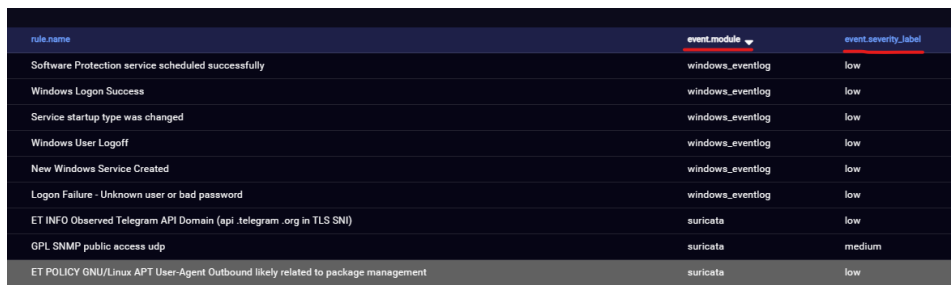 rule.name event.module event.severity_label
Software Protection service scheduled successfully windows_eventlog low
Windows Logon Success windows_eventlog low
Service startup type was changed windows_eventlog low
Windows User Logoff windows_eventlog low
New Windows Service Created windows_eventlog low
Logon Failure - Unknown user or bad password windows_eventlog low
ET INFO Observed Telegram API Domain (api .telegram .org in TLS SNI) suricata low
GPL SNMP public access udp suricata medium
ET POLICY GNU/Linux APT User-Agent Outbound likely related to package management suricata low